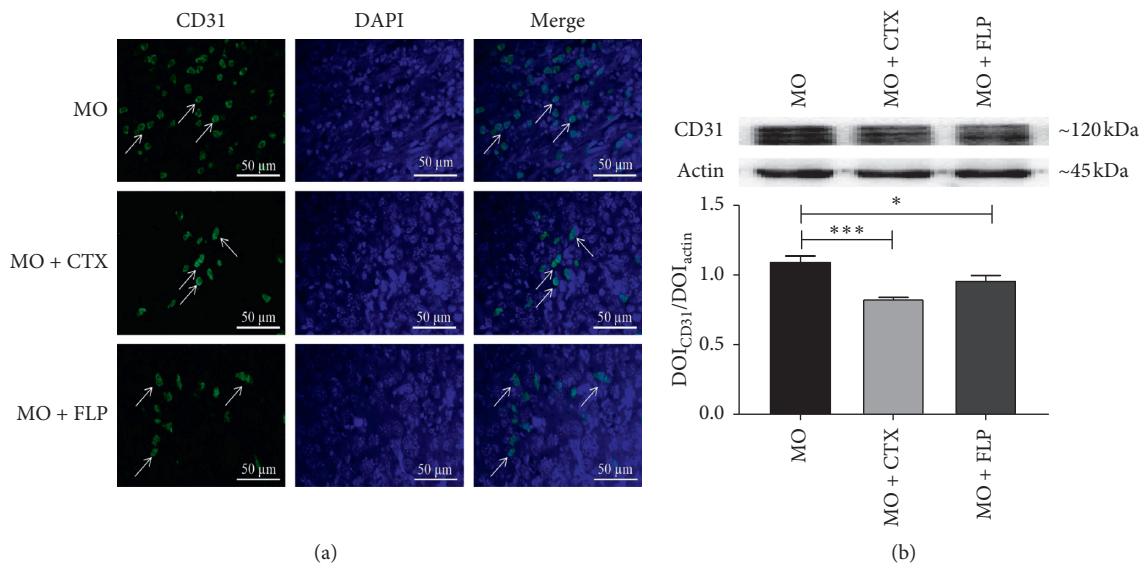 CD31 DAPI Merge
MO
50 µm 50 µm 50 µm
MO + CTX
50 µm 50 µm 50 µm
MO + FLP
50 µm 50 µm 50 µm
(a)
MO
MO + CTX
MO + FLP
CD31 ~120 kDa
Actin ~45 kDa
DOI_CD31/DOI_actin
1.5
1.0
0.5
0.0
*
***
MO
MO + CTX
MO + FLP
(b)